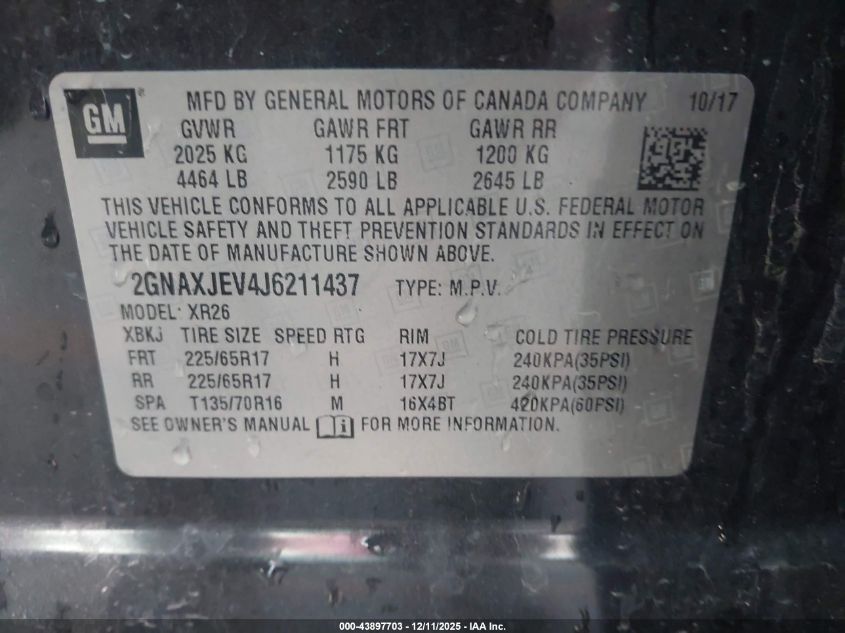 GM ® MFD BY GENERAL MOTORS OF CANADA COMPANY 10/17
GVWR GAWR FRT GAWR RR
2025 KG 1175 KG 1200 KG
4464 LB 2590 LB 2645 LB
THIS VEHICLE CONFORMS TO ALL APPLICABLE U.S. FEDERAL MOTOR
VEHICLE SAFETY AND THEFT PREVENTION STANDARDS IN EFFECT ON
THE DATE OF MANUFACTURE SHOWN ABOVE.
2GNAXJEV4J6211437 TYPE: M.P.V.
MODEL: XR26
XBKJ TIRE SIZE SPEED RTG RIM COLD TIRE PRESSURE
FRT 225/65R17 H 17X7J 240KPA(35PSI)
RR 225/65R17 H 17X7J 240KPA(35PSI)
SPA T135/70R16 M 16X4BT 420KPA(60PSI)
SEE OWNER'S MANUAL i FOR MORE INFORMATION.
000-43897703 - 12/11/2025 - IAA Inc.